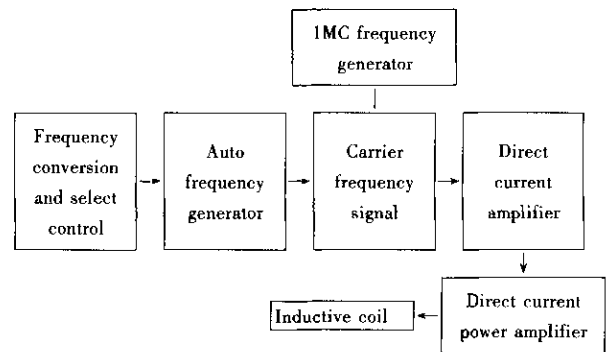 1MC frequency
generator
Frequency
conversion
and select
control
Auto
frequency
generator
Carrier
frequency
signal
Direct
current
amplifier
Direct current
power amplifier
Inductive coil